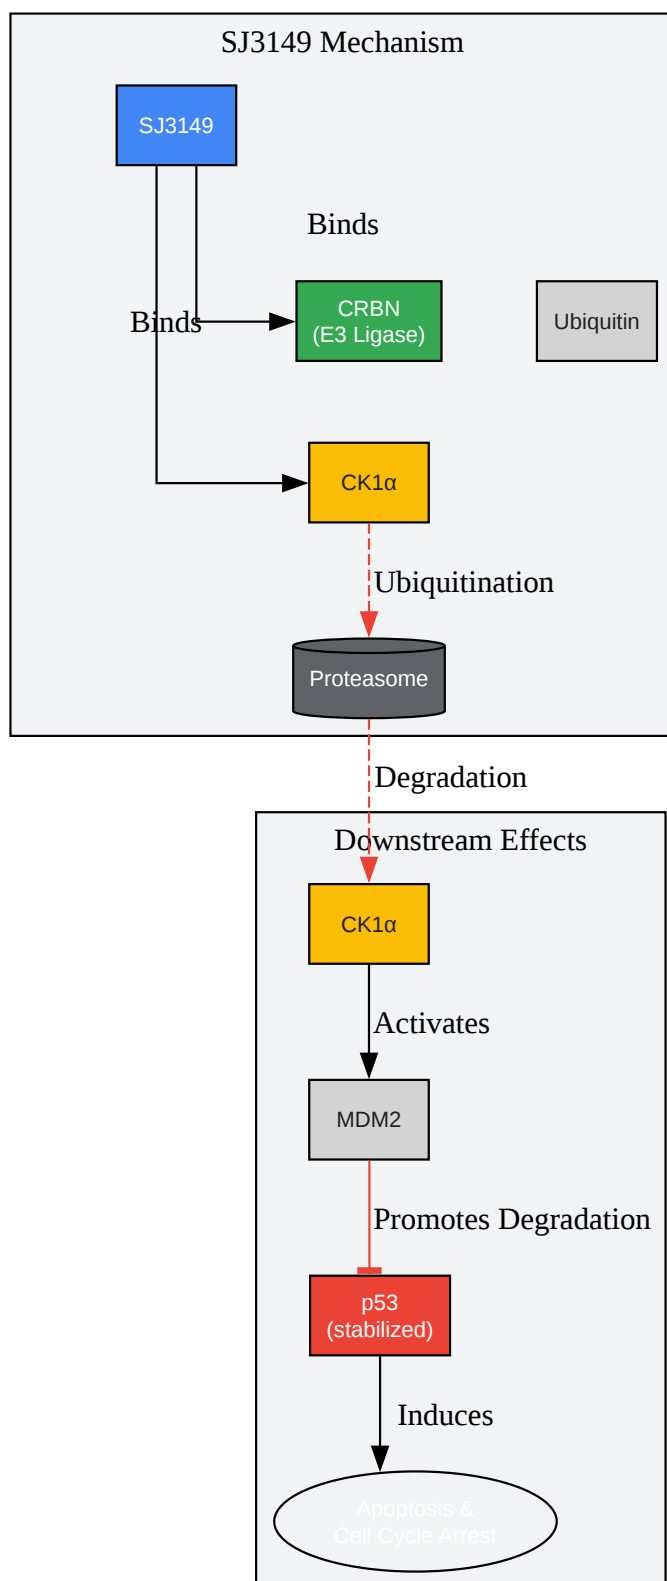 SJ3149 Mechanism
SJ3149
Binds
Binds
CRBN
(E3 Ligase)
Ubiquitin
CK1α
Ubiquitination
Proteasome
Degradation
Downstream Effects
CK1α
Activates
MDM2
Promotes Degradation
p53
(stabilized)
Induces
Apoptosis &
Cell Cycle Arrest